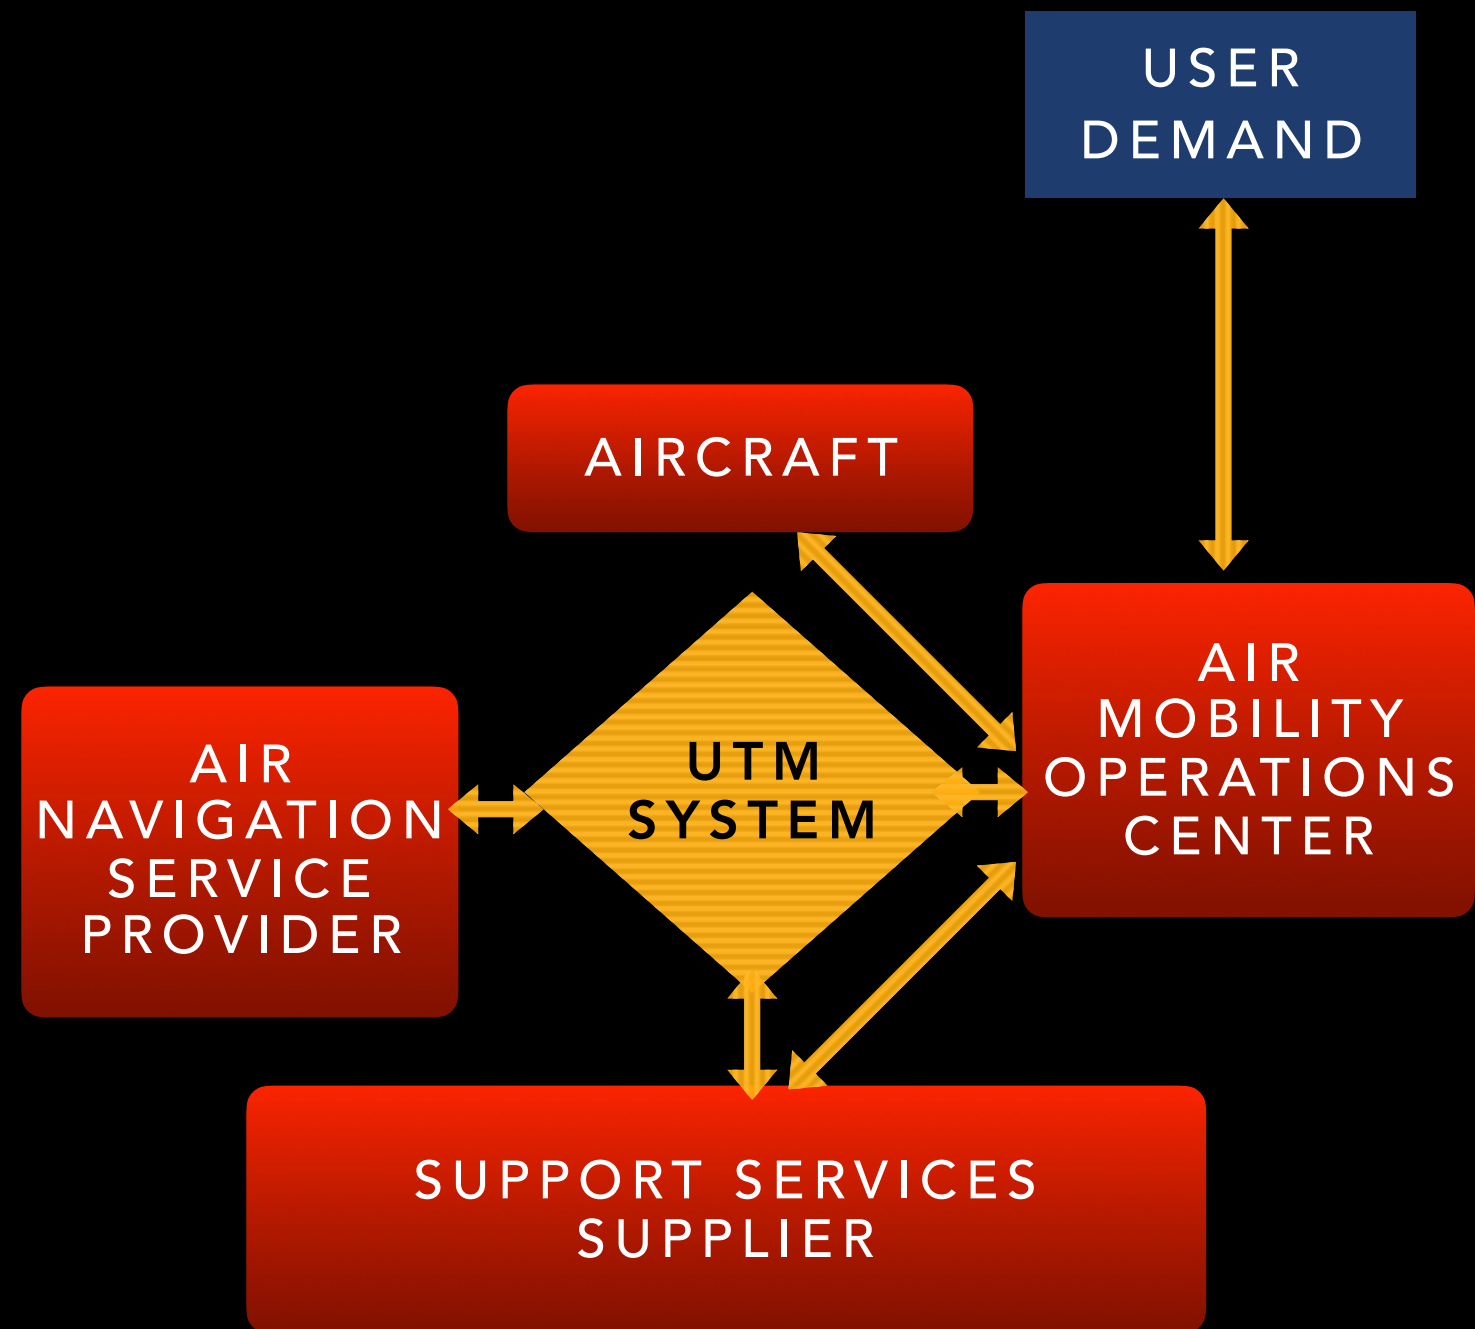 USER
DEMAND
AIRCRAFT
AIR
MOBILITY
OPERATIONS
CENTER
UTM
SYSTEM
AIR
NAVIGATION
SERVICE
PROVIDER
SUPPORT SERVICES
SUPPLIER